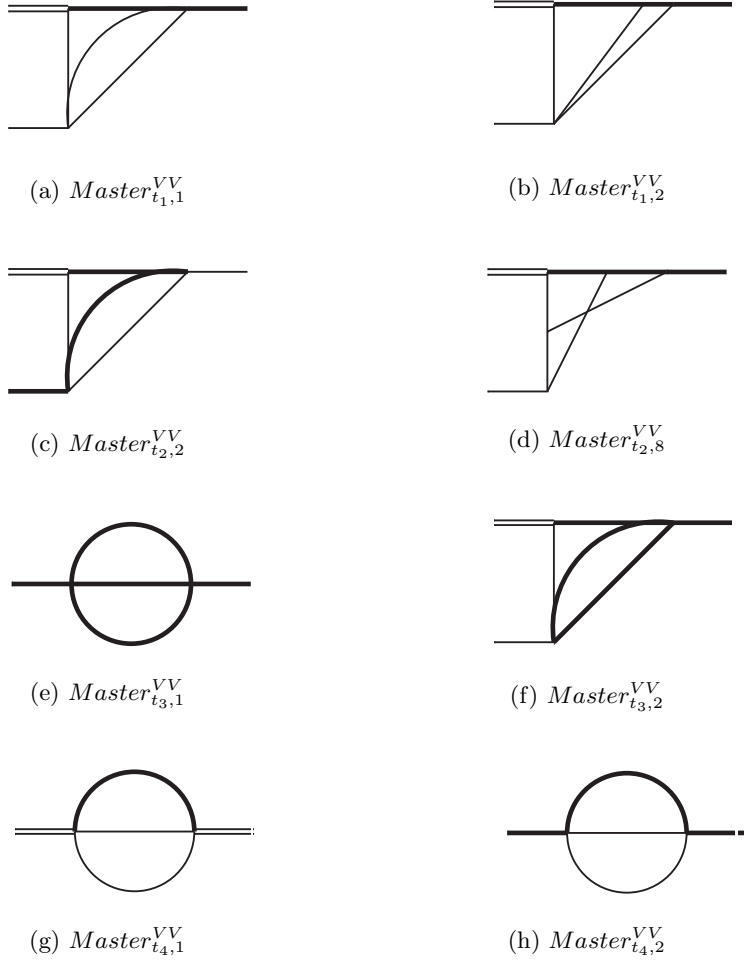 (a) $Master^{VV}_{t_1,1}$
(b) $Master^{VV}_{t_1,2}$
(c) $Master^{VV}_{t_2,2}$
(d) $Master^{VV}_{t_2,8}$
(e) $Master^{VV}_{t_3,1}$
(f) $Master^{VV}_{t_3,2}$
(g) $Master^{VV}_{t_4,1}$
(h) $Master^{VV}_{t_4,2}$